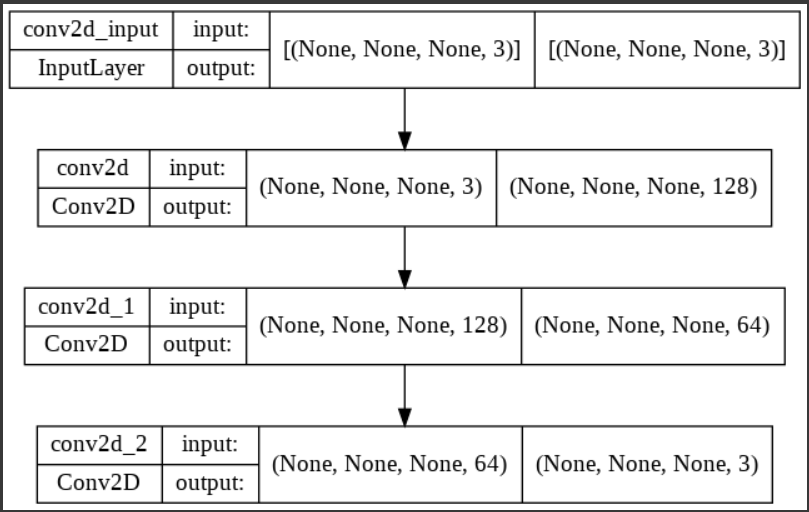 conv2d_input input: [(None, None, None, 3)] [(None, None, None, 3)]
InputLayer output:
conv2d input: (None, None, None, 3) (None, None, None, 128)
Conv2D output:
conv2d_1 input: (None, None, None, 128) (None, None, None, 64)
Conv2D output:
conv2d_2 input: (None, None, None, 64) (None, None, None, 3)
Conv2D output: